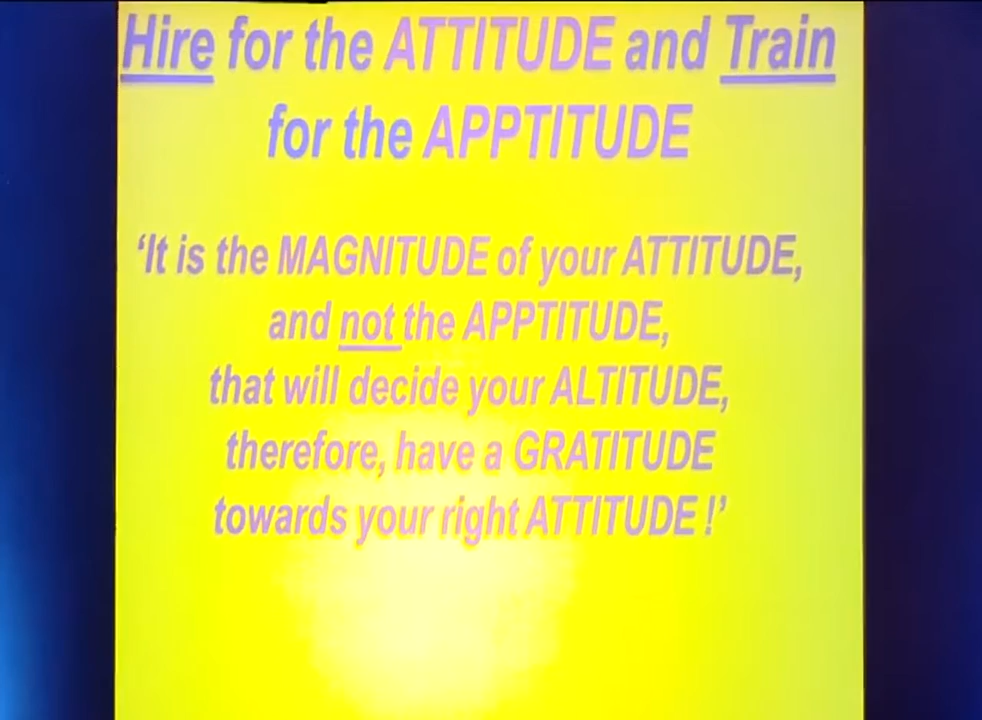 Hire for the ATTITUDE and Train
for the APPTITUDE
‘It is the MAGNITUDE of your ATTITUDE,
and not the APPTITUDE,
that will decide your ALTITUDE,
therefore, have a GRATITUDE
towards your right ATTITUDE !’